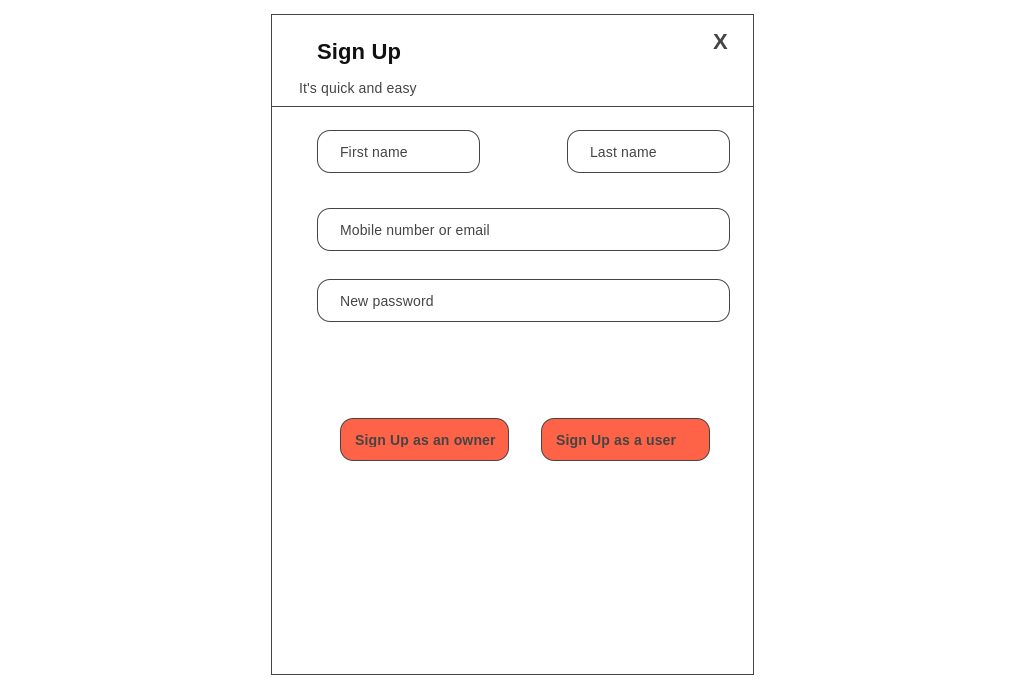 Sign Up
X
It's quick and easy
First name
Last name
Mobile number or email
New password
Sign Up as an owner
Sign Up as a user